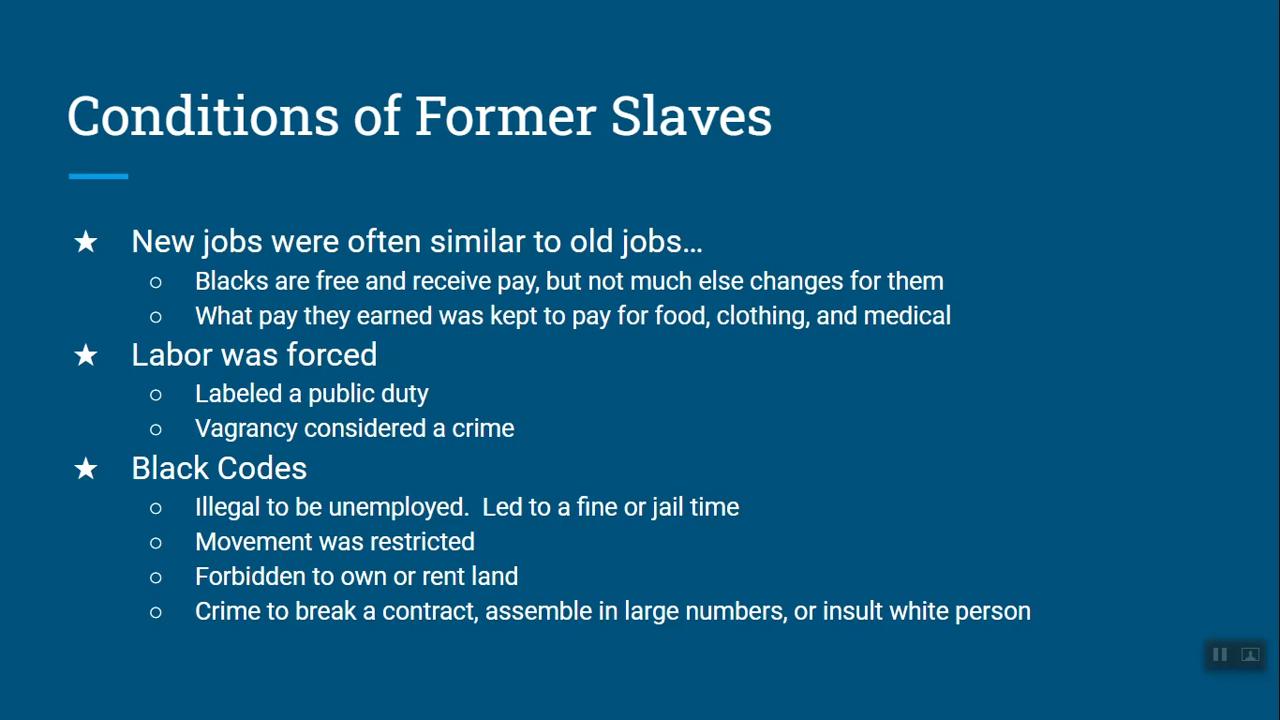 Conditions of Former Slaves
★ New jobs were often similar to old jobs…
○ Blacks are free and receive pay, but not much else changes for them
○ What pay they earned was kept to pay for food, clothing, and medical
★ Labor was forced
○ Labeled a public duty
○ Vagrancy considered a crime
★ Black Codes
○ Illegal to be unemployed.  Led to a fine or jail time
○ Movement was restricted
○ Forbidden to own or rent land
○ Crime to break a contract, assemble in large numbers, or insult white person